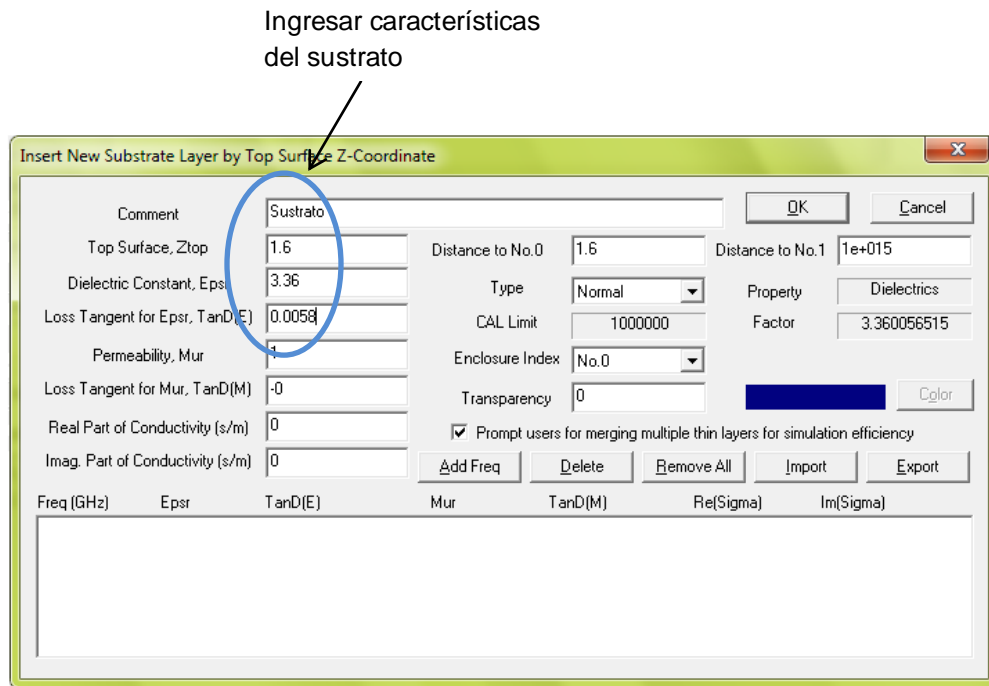 Ingresar características
del sustrato
Insert New Substrate Layer by Top Surface Z-Coordinate
Comment Sustrato OK Cancel
Top Surface, Ztop 1.6 Distance to No.0 1.6 Distance to No.1 1e+015
Dielectric Constant, Epsr 3.36 Type Normal Property Dielectrics
Loss Tangent for Epsr, TanD(E) 0.0058 CAL Limit 1000000 Factor 3.360056515
Permeability, Mur 1 Enclosure Index No.0
Loss Tangent for Mur, TanD(M) -0 Transparency 0 Color
Real Part of Conductivity (s/m) 0 Prompt users for merging multiple thin layers for simulation efficiency
Imag. Part of Conductivity (s/m) 0 Add Freq Delete Remove All Import Export
Freq (GHz) Epsr TanD(E) Mur TanD(M) Re(Sigma) Im(Sigma)